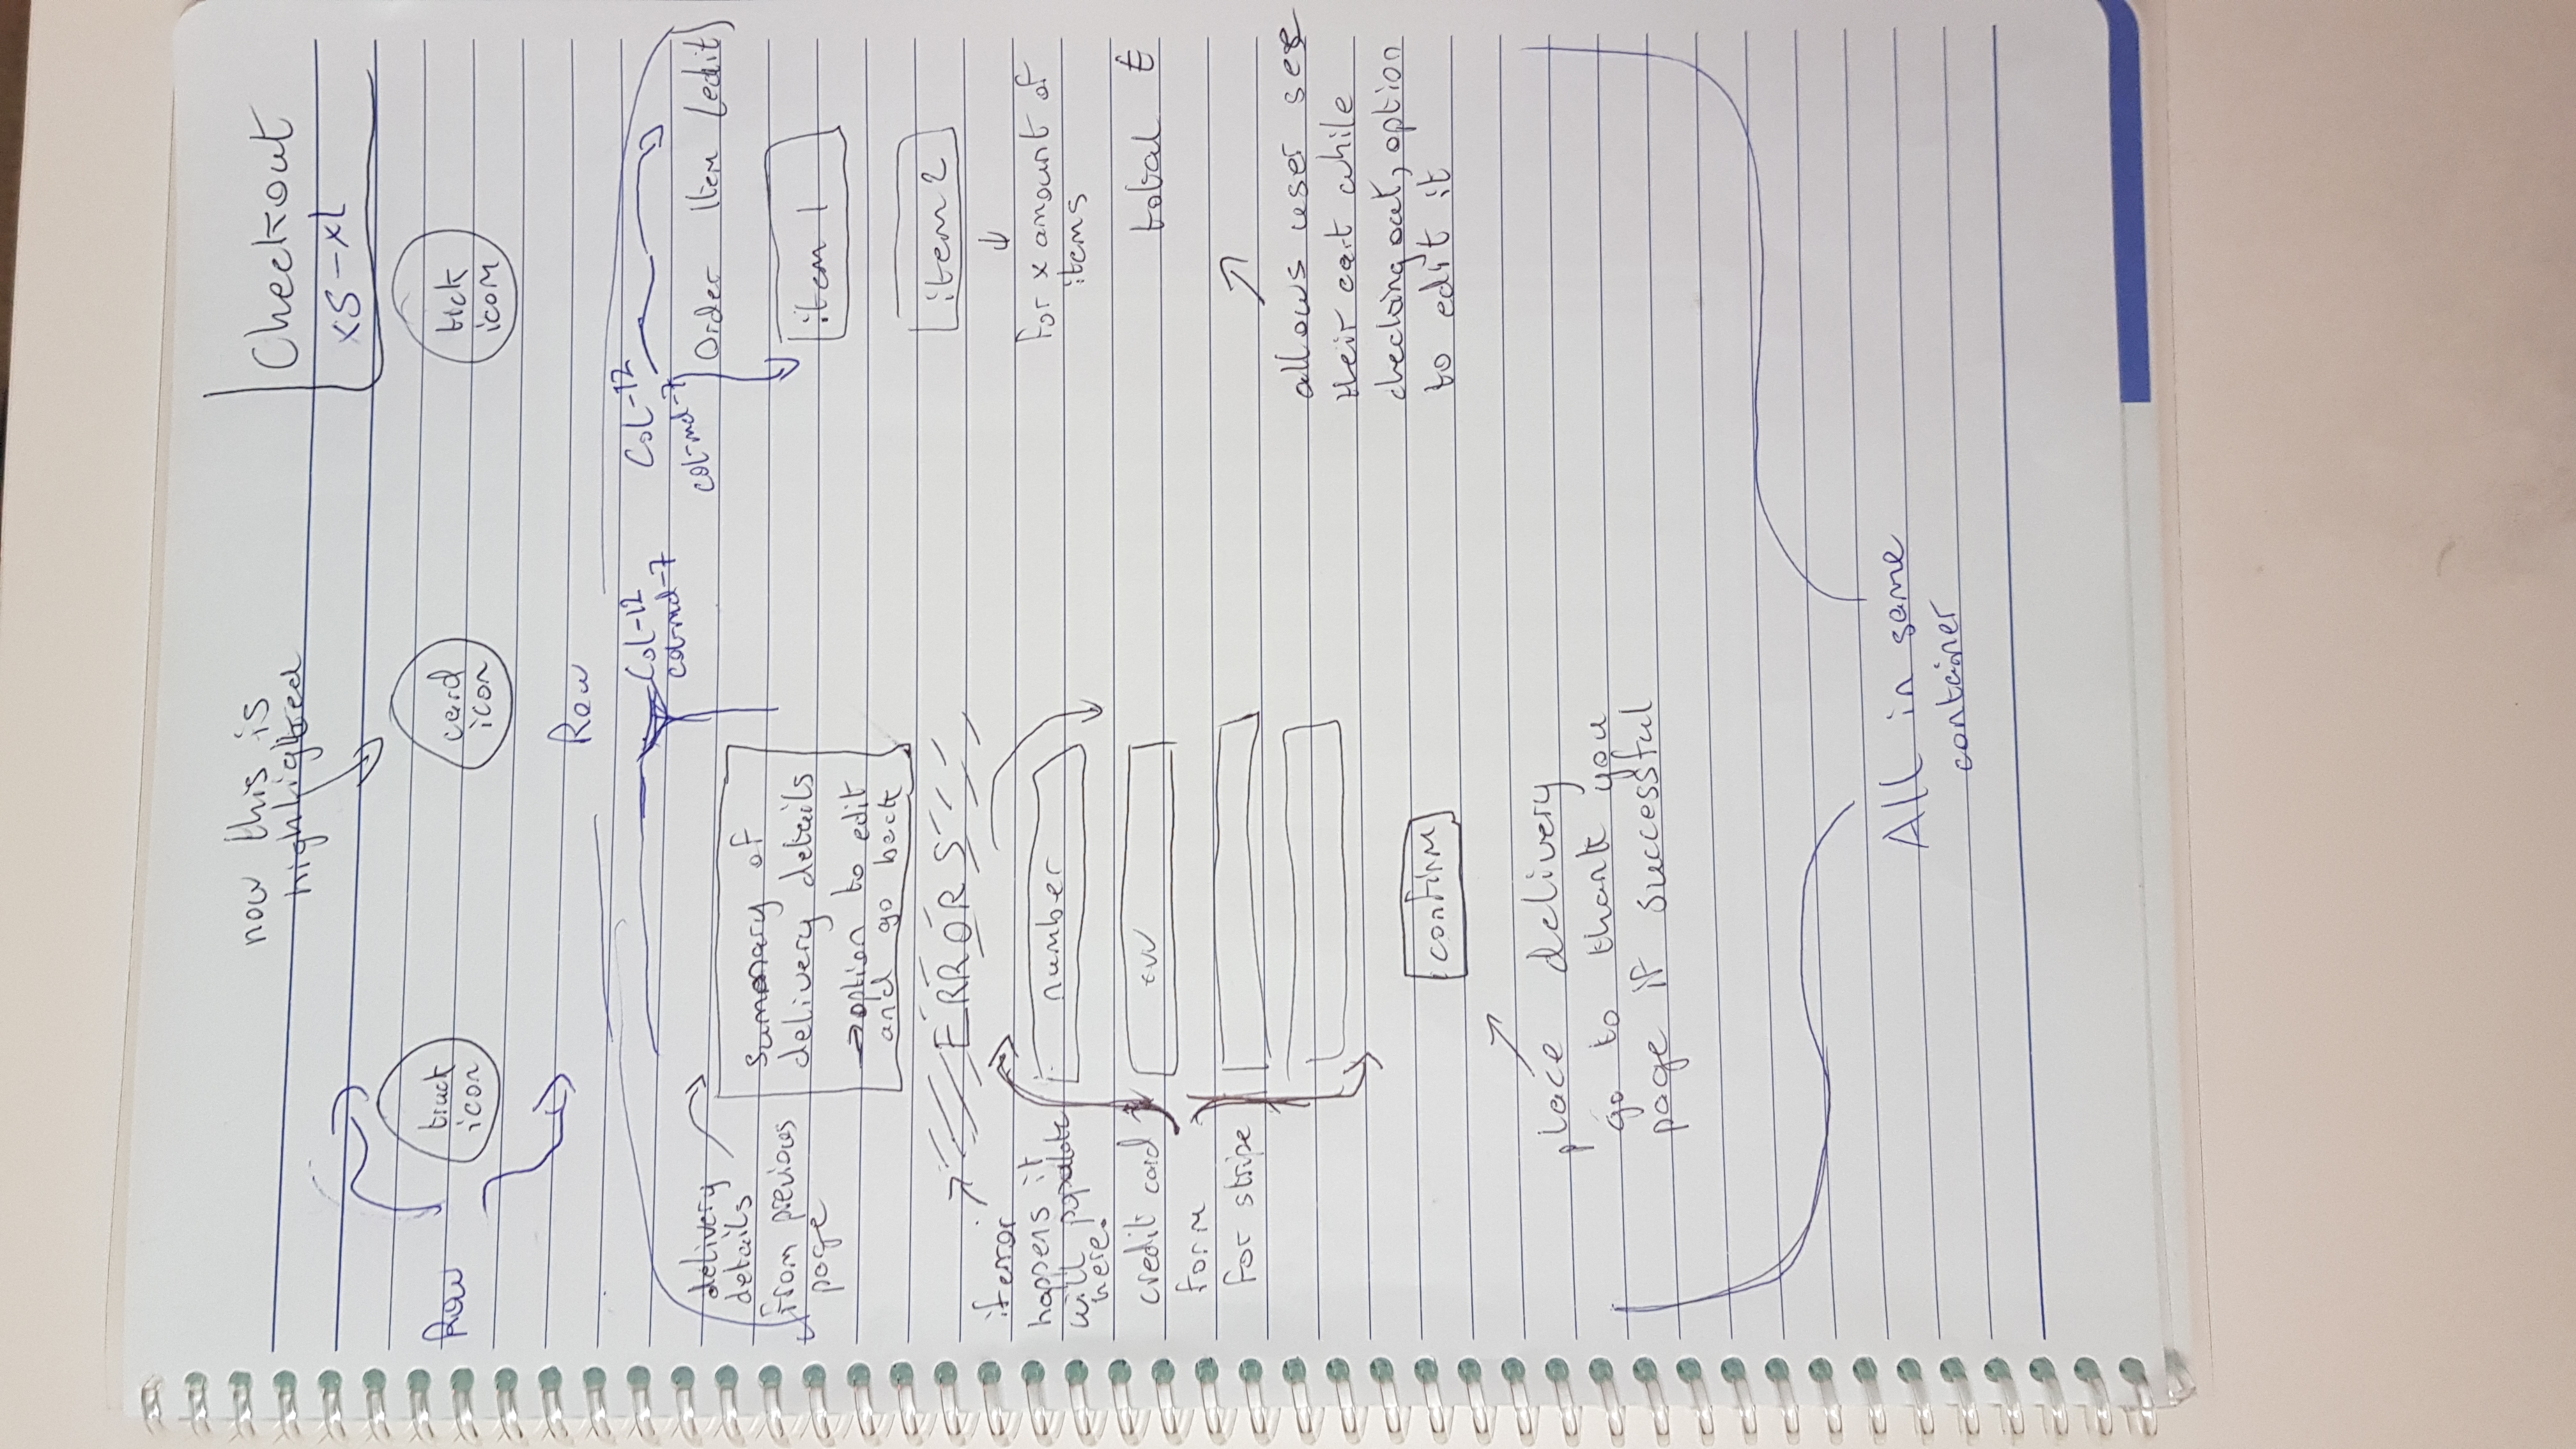 now this is
highlighted
Checkout
xs-xl
Row
truck
icon
card
icon
tick
icon
Row
Col-12
col-md-7
Col-12
col-md-7
delivery
details
from previous
page
summary of
delivery details
→ option to edit
and go back
Order Item (edit)
item 1
item 2
↓
for x amount of
items
total €
ERRORS
if error
happens it
will populate
here.
number
cvv
credit card
form
for stripe
confirm
allows user see
their cart while
checking out, option
to edit it
place delivery
go to thank you
page if successful
All in same
container